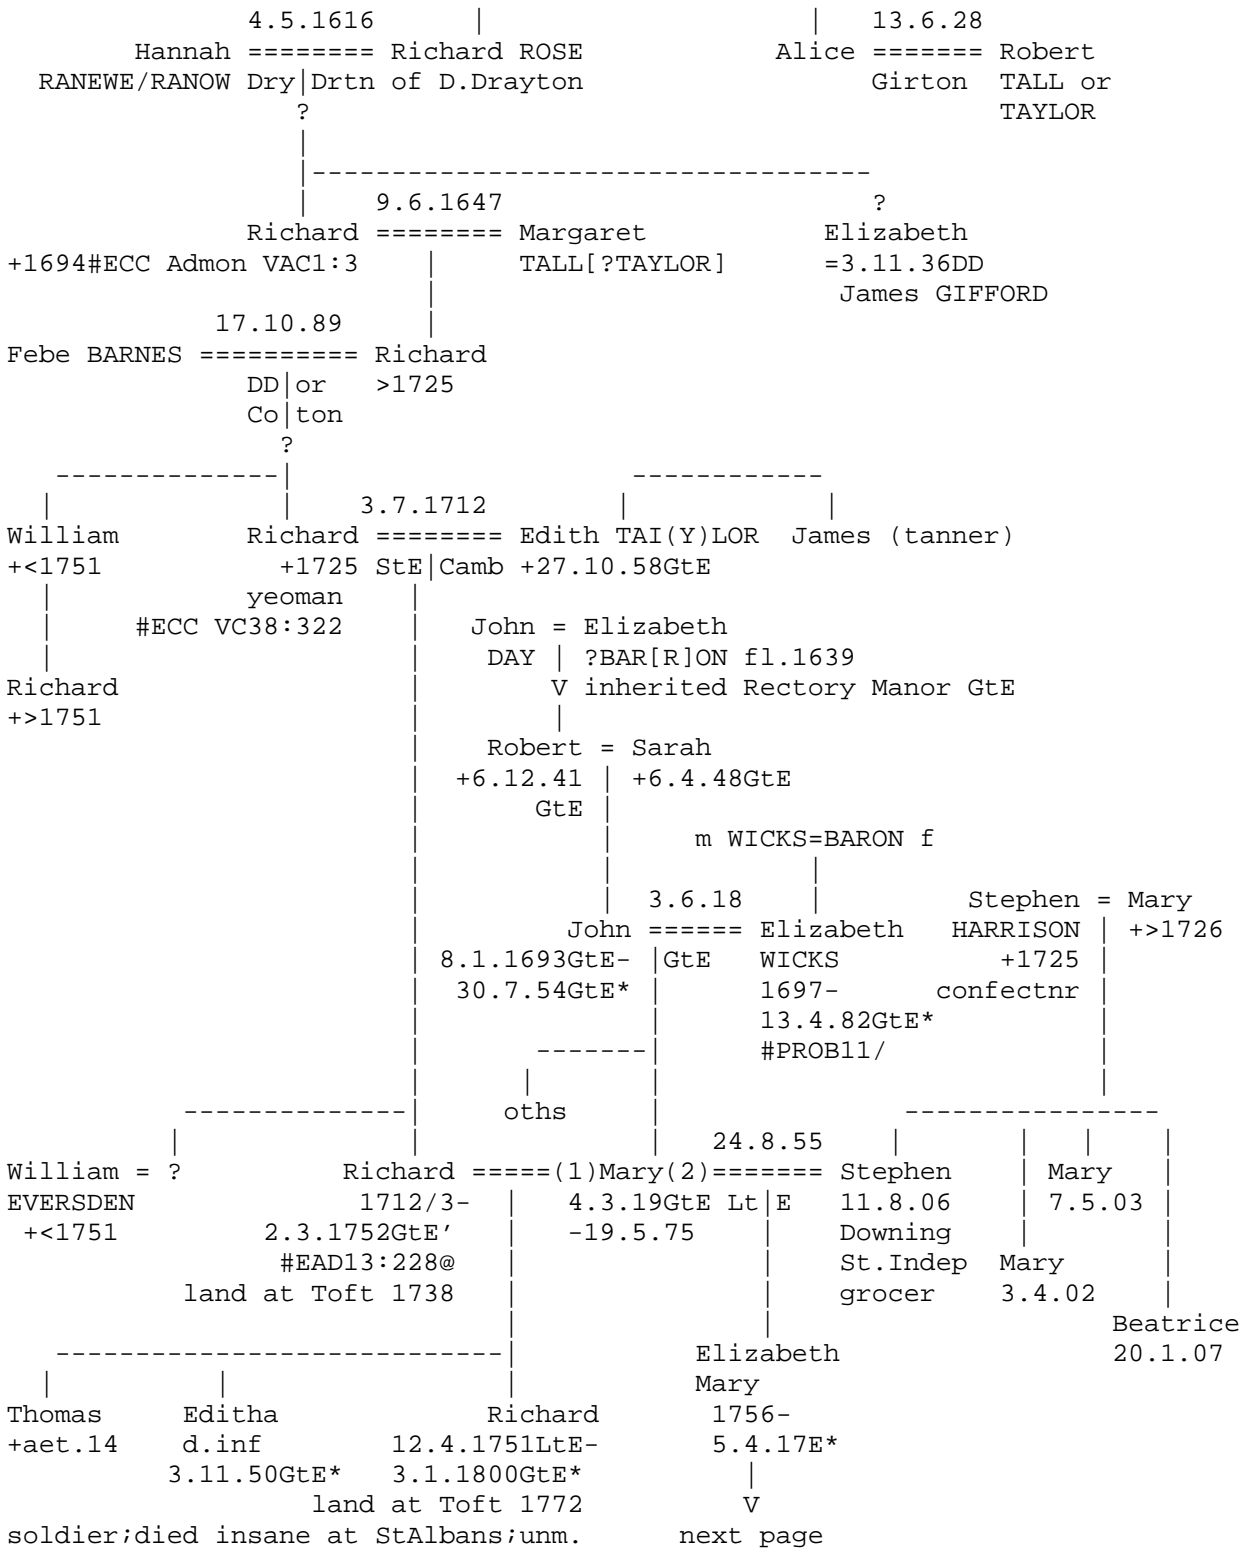 4.5.1616       |                     |   13.6.28
        Hannah ======== Richard ROSE            Alice ======= Robert
  RANEWE/RANOW Dry|Drtn of D.Drayton                  Girton  TALL or
                  ?                                           TAYLOR
                  |
                  |-----------------------------------
                  |    9.6.1647                       ?
               Richard ======== Margaret           Elizabeth
+1694#ECC Admon VAC1:3     |    TALL[?TAYLOR]      =3.11.36DD
                           |                        James GIFFORD
             17.10.89      |
Febe BARNES ========== Richard
               DD|or   >1725
               Co|ton
                 ?
   --------------|                     ------------
  |              |    3.7.1712        |            |
William        Richard ======== Edith TAI(Y)LOR  James (tanner)
+<1751           +1725 StE|Camb +27.10.58GtE
  |            yeoman     |
  |     #ECC VC38:322     |  John = Elizabeth
  |                       |   DAY | ?BAR[R]ON fl.1639
Richard                   |       V inherited Rectory Manor GtE
+>1751                    |       |
                          |   Robert = Sarah
                          | +6.12.41 | +6.4.48GtE
                          |      GtE |
                          |          |     m WICKS=BARON f
                          |          |            |
                          |          |  3.6.18    |         Stephen = Mary
                          |        John ====== Elizabeth   HARRISON | +>1726
                          | 8.1.1693GtE- |GtE   WICKS         +1725 |
                          | 30.7.54GtE*  |      1697-     confectnr |
                          |              |      13.4.82GtE*         |
                          |       -------|      #PROB11/            |
                          |      |       |                          |
           --------------|     oths      |               ----------------
          |               |              |   24.8.55    |       |   |    |
William = ?          Richard =====(1)Mary(2)======= Stephen    | Mary   |
EVERSDEN              1712/3-  |   4.3.19GtE Lt|E   11.8.06    | 7.5.03 |
 +<1751         2.3.1752GtE’   |   -19.5.75    |    Downing    |        |
                 #EAD13:228@   |               |    St.Indep  Mary      |
           land at Toft 1738   |               |    grocer    3.4.02    |
                               |               |                     Beatrice
   ----------------------------|           Elizabeth                 20.1.07
  |          |                 |           Mary
Thomas     Editha            Richard        1756-
+aet.14    d.inf       12.4.1751LtE-        5.4.17E*
          3.11.50GtE*  3.1.1800GtE*           |
                   land at Toft 1772          V
soldier;died insane at StAlbans;unm.      next page